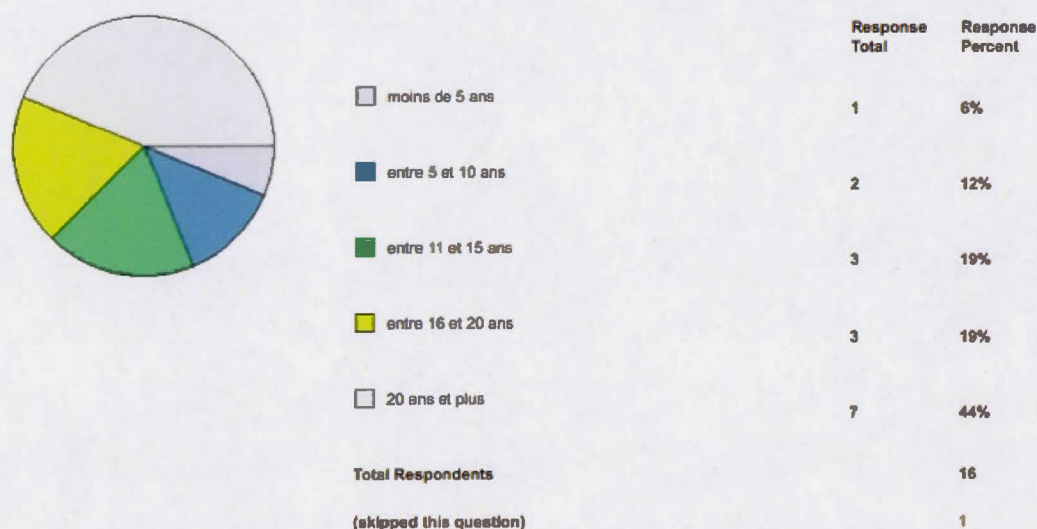 Response Response
Total Percent
moins de 5 ans 1 6%
entre 5 et 10 ans 2 12%
entre 11 et 15 ans 3 19%
entre 16 et 20 ans 3 19%
20 ans et plus 7 44%
Total Respondents 16
(skipped this question) 1